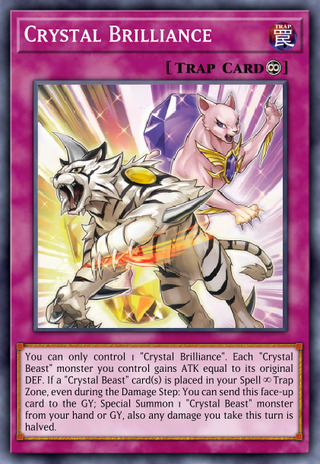 Crystal Brilliance
TRAP
罠
[ Trap Card∞]
You can only control 1 "Crystal Brilliance". Each "Crystal
Beast" monster you control gains ATK equal to its original
DEF. If a "Crystal Beast" card(s) is placed in your Spell ∞ Trap
Zone, even during the Damage Step: You can send this face-up
card to the GY; Special Summon 1 "Crystal Beast" monster
from your hand or GY, also any damage you take this turn is
halved.